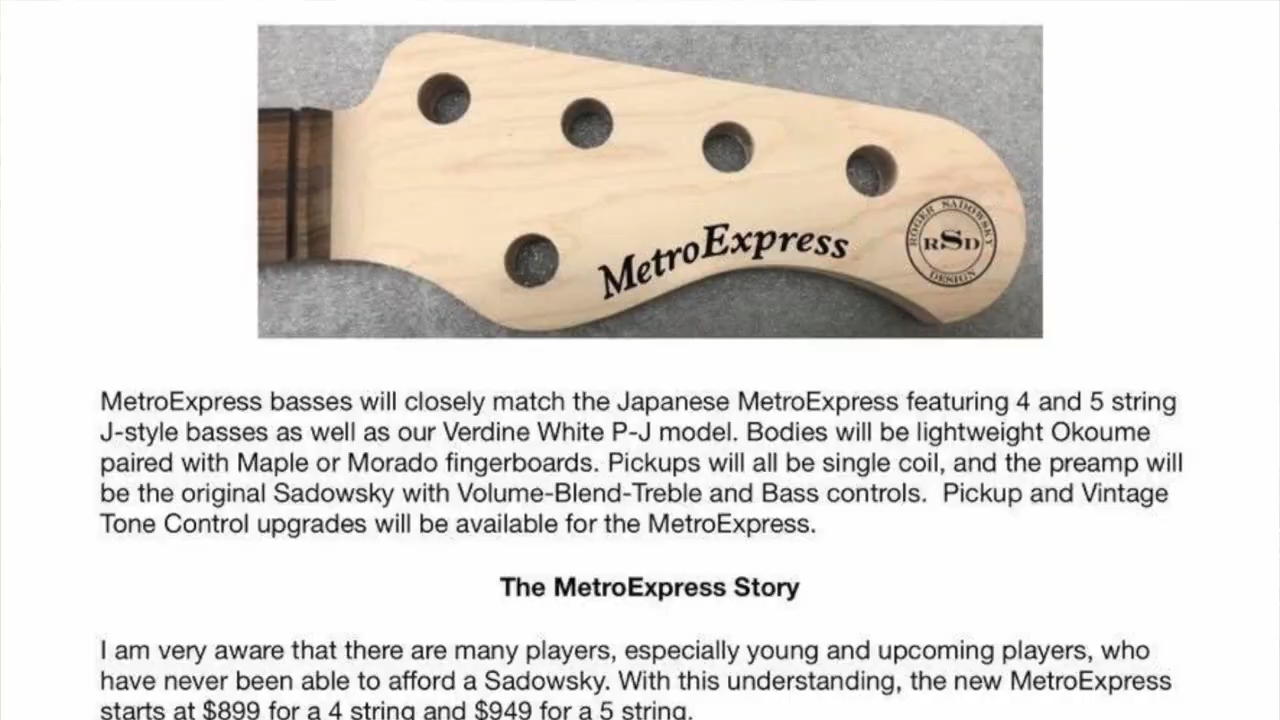 MetroExpress
ROGER SADOWSKY
RSD
DESIGN
MetroExpress basses will closely match the Japanese MetroExpress featuring 4 and 5 string
J-style basses as well as our Verdine White P-J model. Bodies will be lightweight Okoume
paired with Maple or Morado fingerboards. Pickups will all be single coil, and the preamp will
be the original Sadowsky with Volume-Blend-Treble and Bass controls.  Pickup and Vintage
Tone Control upgrades will be available for the MetroExpress.
The MetroExpress Story
I am very aware that there are many players, especially young and upcoming players, who
have never been able to afford a Sadowsky. With this understanding, the new MetroExpress
starts at $899 for a 4 string and $949 for a 5 string.